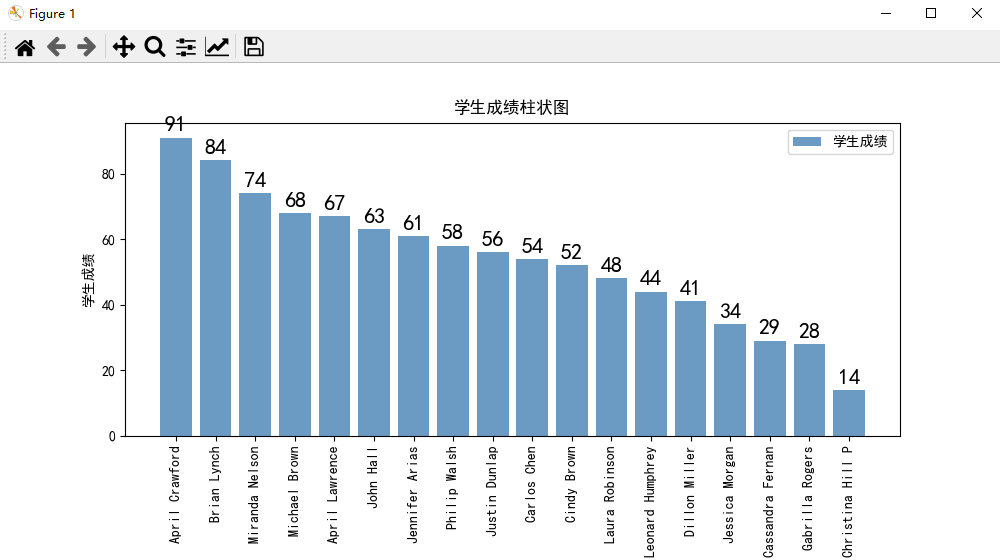 Figure 1
学生成绩柱状图
学生成绩
91
84
74
68
67
63
61
58
56
54
52
48
44
41
34
29
28
14
80
60
40
20
0
学生成绩
April Crawford
Brian Lynch
Miranda Nelson
Michael Brown
April Lawrence
John Hall
Jennifer Arias
Philip Walsh
Justin Dunlap
Carlos Chen
Cindy Brown
Laura Robinson
Leonard Humphrey
Dillon Miller
Jessica Morgan
Cassandra Fernan
Gabrilla Rogers
Christina Hill P